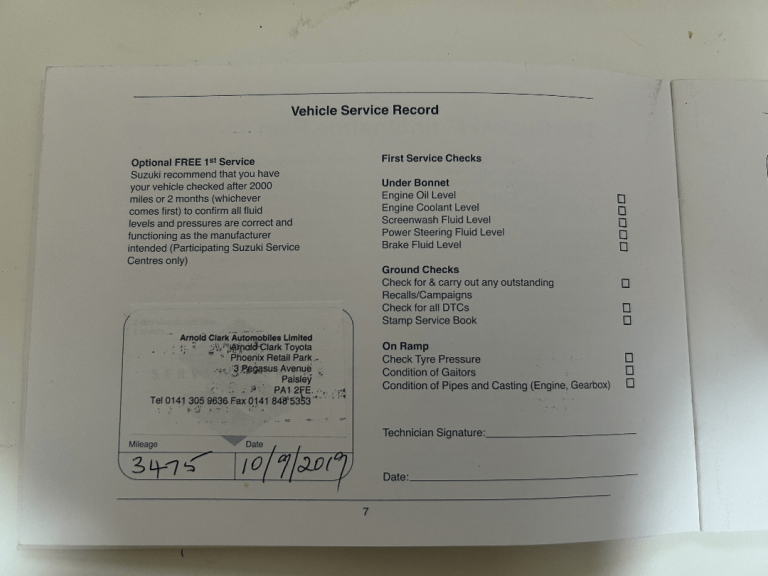 Vehicle Service Record
Optional FREE 1st Service
Suzuki recommend that you have
your vehicle checked after 2000
miles or 2 months (whichever
comes first) to confirm all fluid
levels and pressures are correct and
functioning as the manufacturer
intended (Participating Suzuki Service
Centres only)
Arnold Clark Automobiles Limited
Arnold Clark Toyota
Phoenix Retail Park
3 Pegasus Avenue
Paisley
PA1 2FE
Tel 0141 305 9636 Fax 0141 848 5353
Mileage Date
3475 10/9/2019
First Service Checks
Under Bonnet
Engine Oil Level
Engine Coolant Level
Screenwash Fluid Level
Power Steering Fluid Level
Brake Fluid Level
Ground Checks
Check for & carry out any outstanding
Recalls/Campaigns
Check for all DTCs
Stamp Service Book
On Ramp
Check Tyre Pressure
Condition of Gaitors
Condition of Pipes and Casting (Engine, Gearbox)
Technician Signature:
Date:
7